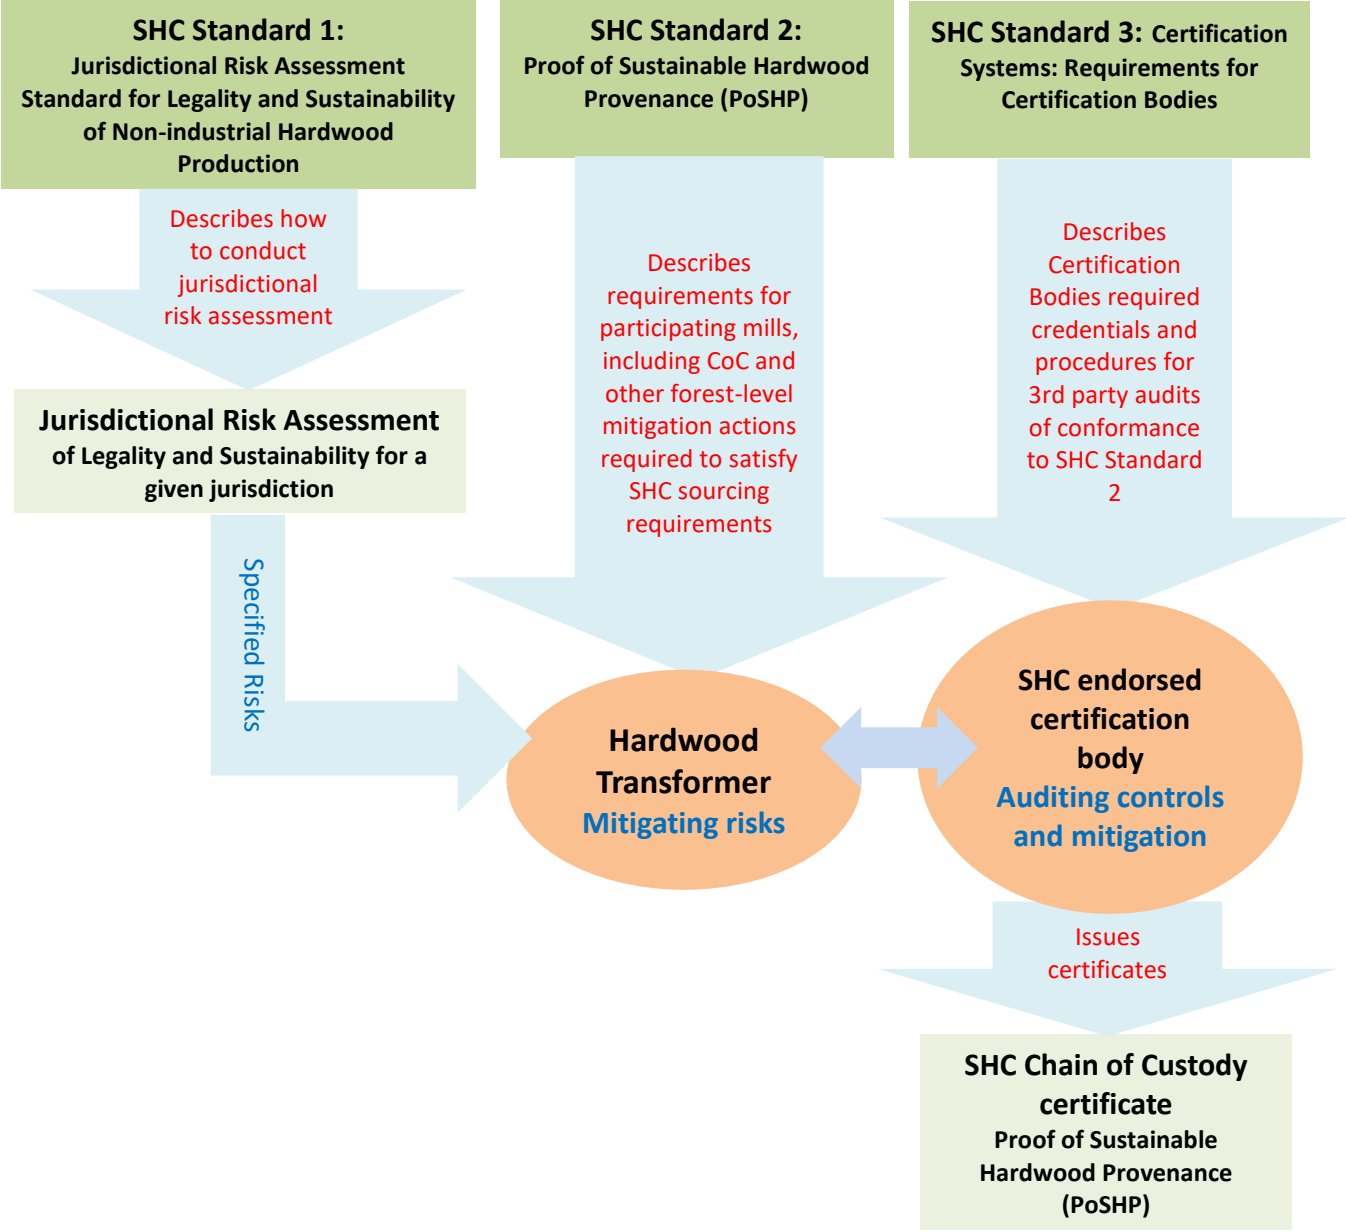 SHC Standard 1:
Jurisdictional Risk Assessment
Standard for Legality and Sustainability
of Non-industrial Hardwood
Production
SHC Standard 2:
Proof of Sustainable Hardwood
Provenance (PoSHP)
SHC Standard 3: Certification
Systems: Requirements for
Certification Bodies
Describes how
to conduct
jurisdictional
risk assessment
Describes
requirements for
participating mills,
including CoC and
other forest-level
mitigation actions
required to satisfy
SHC sourcing
requirements
Describes
Certification
Bodies required
credentials and
procedures for
3rd party audits
of conformance
to SHC Standard
2
Jurisdictional Risk Assessment
of Legality and Sustainability for a
given jurisdiction
Specified Risks
Hardwood
Transformer
Mitigating risks
SHC endorsed
certification
body
Auditing controls
and mitigation
Issues
certificates
SHC Chain of Custody
certificate
Proof of Sustainable
Hardwood Provenance
(PoSHP)